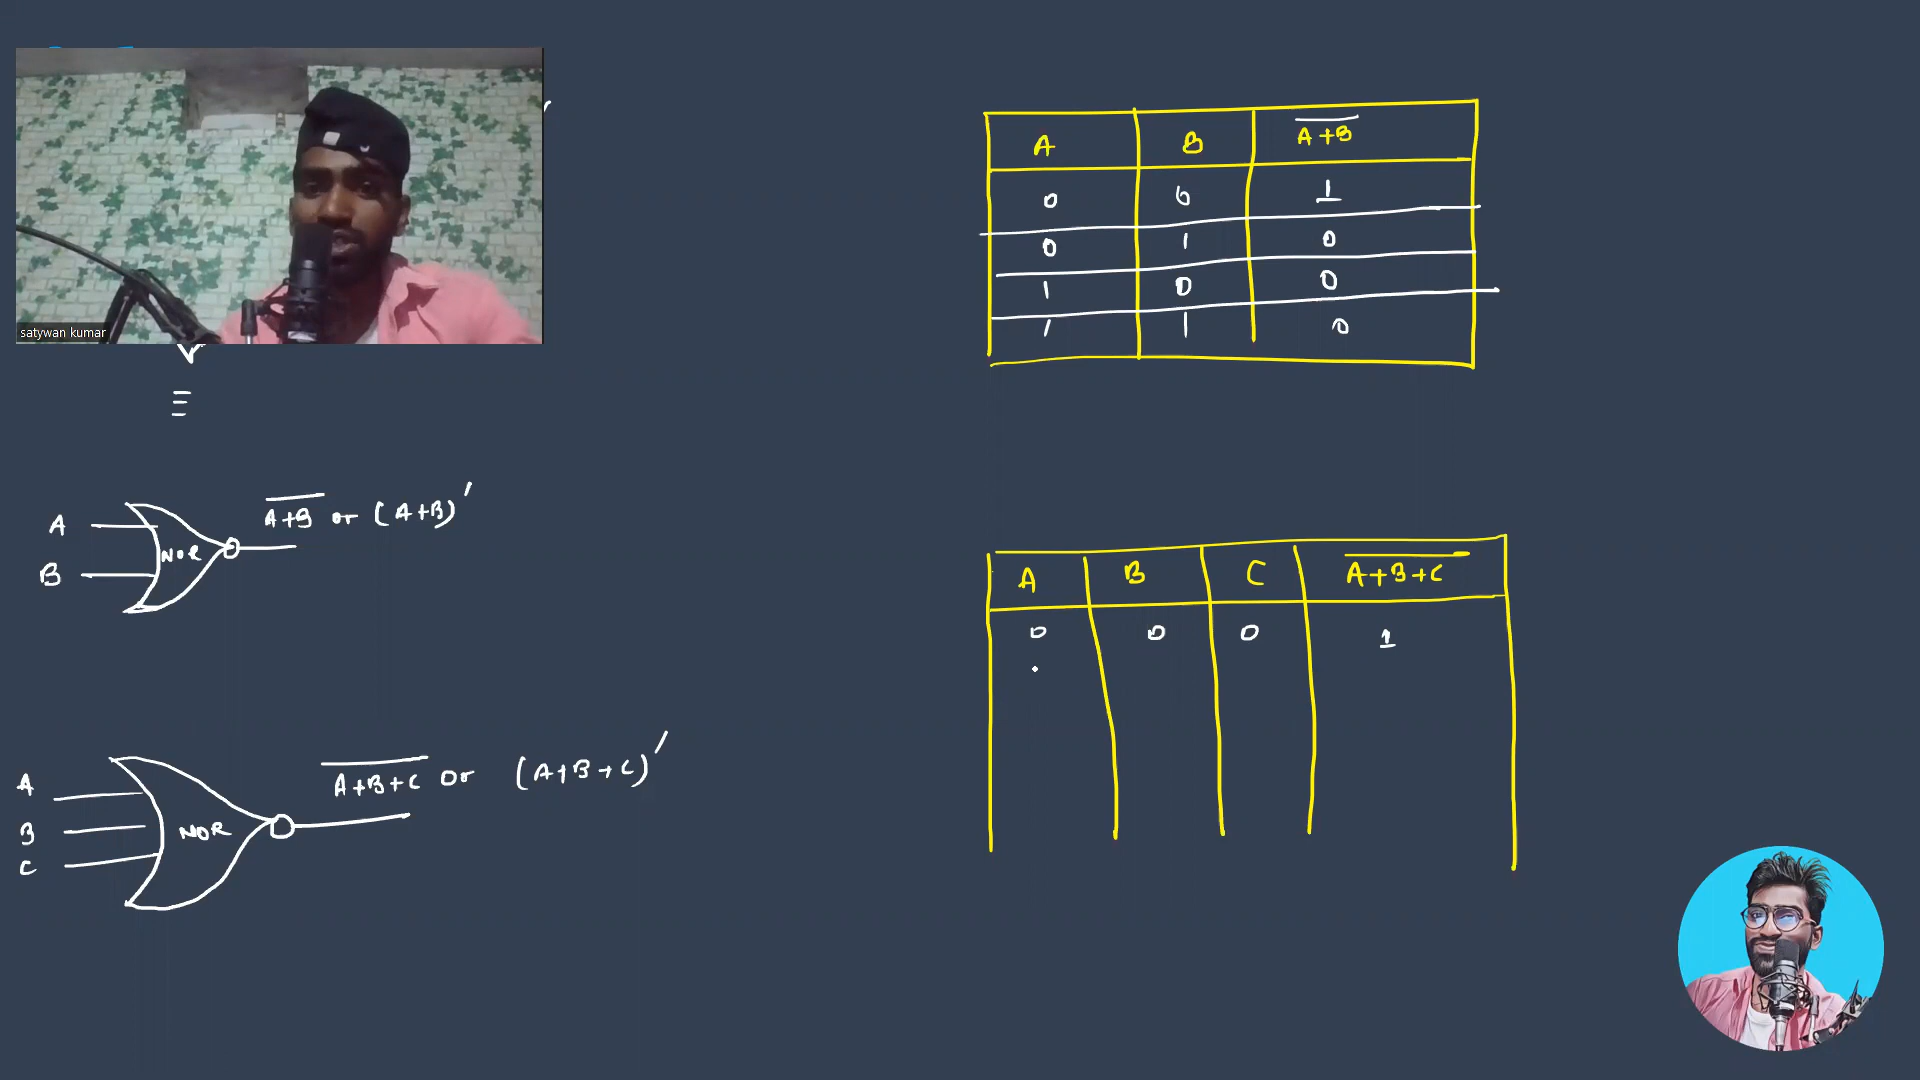 satywan kumar
≡
A
B
NOR
A̅+̅B̅ or (A+B)'
A
B
C
NOR
A̅+̅B̅+̅C̅ or (A+B+C)'
A B A̅+̅B̅
0 0 1
0 1 0
1 0 0
1 1 0
A B C A̅+̅B̅+̅C̅
0 0 0 1